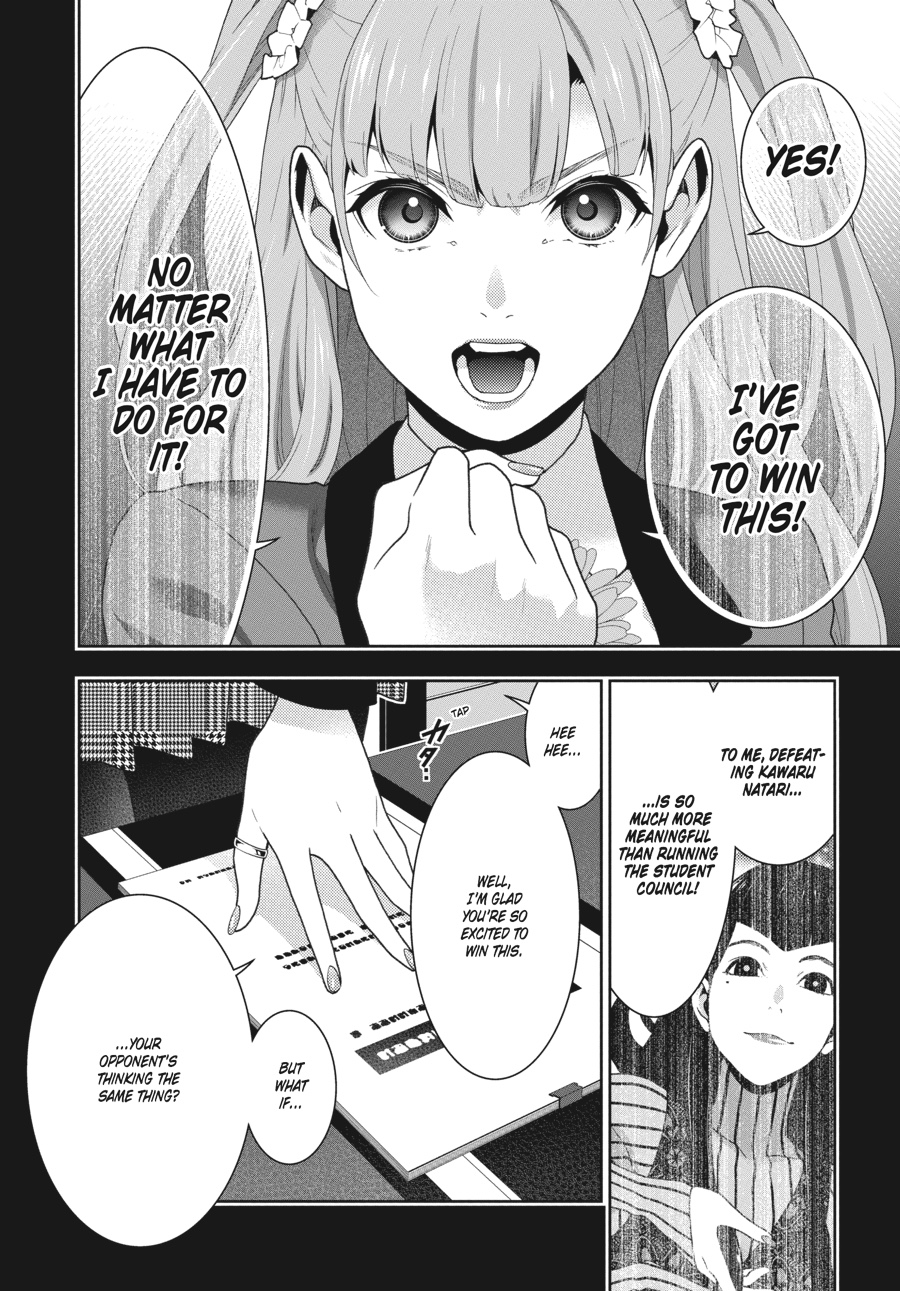 YES!
I'VE
GOT
TO WIN
THIS!
NO
MATTER
WHAT
I HAVE TO
DO FOR
IT!
TO ME, DEFEAT-
ING KAWARU
NATARI...
...IS SO
MUCH MORE
MEANINGFUL
THAN RUNNING
THE STUDENT
COUNCIL!
HEE
HEE...
TAP
カタ..
WELL,
I'M GLAD
YOU'RE SO
EXCITED TO
WIN THIS.
BUT
WHAT
IF...
...YOUR
OPPONENT'S
THINKING THE
SAME THING?